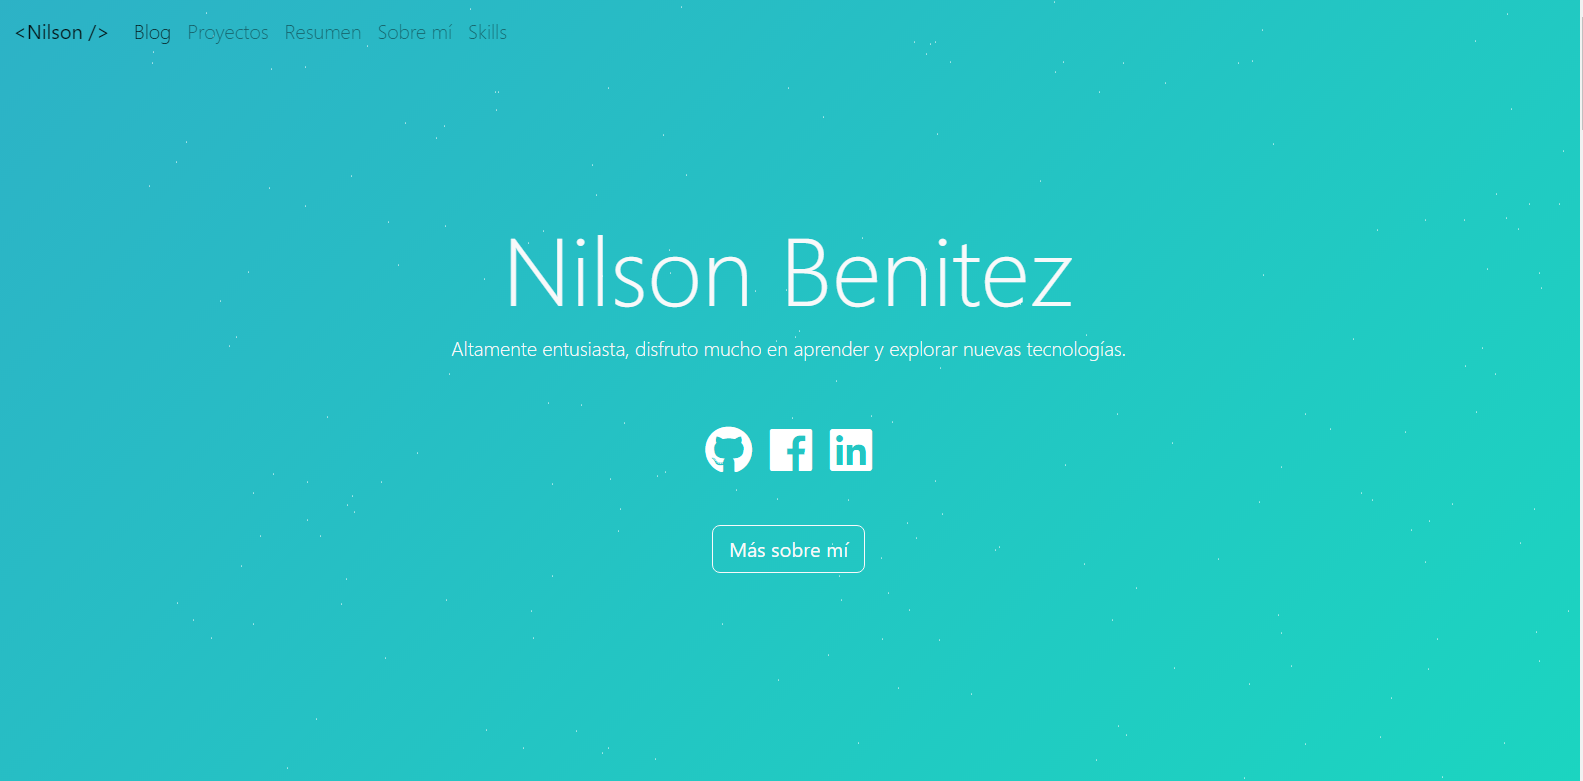 <Nilson /> Blog Proyectos Resumen Sobre mí Skills
Nilson Benitez
Altamente entusiasta, disfruto mucho en aprender y explorar nuevas tecnologías.
Más sobre mí